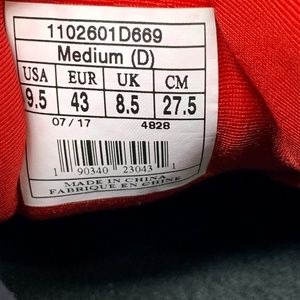 1102601D669
Medium (D)
USA EUR UK CM
9.5 43 8.5 27.5
07/17 4828
1 90340 23043 1
MADE IN CHINA
FABRIQUE EN CHINE